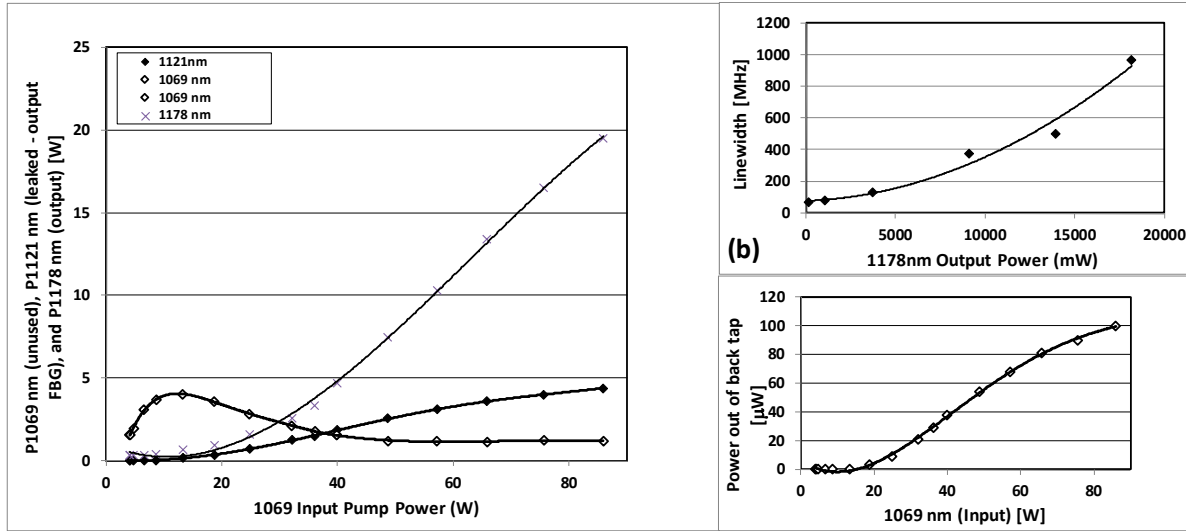 P1069 nm (unused), P1121 nm (leaked - output
FBG), and P1178 nm (output) [W]
25
20
15
10
5
0
1121nm
1069 nm
1069 nm
1178 nm
0 20 40 60 80
1069 Input Pump Power (W)
Linewidth [MHz]
1200
1000
800
600
400
200
0
0 5000 10000 15000 20000
(b)
1178nm Output Power (mW)
Power out of back tap
[µW]
120
100
80
60
40
20
0
0 20 40 60 80 100
1069 nm (Input) [W]